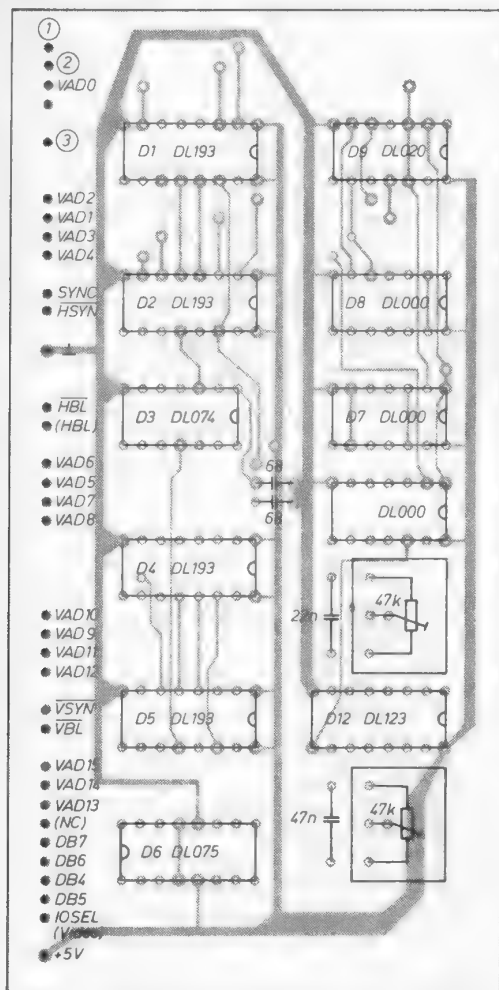 1
2
VAD0
3
D1 DL193
D9 DL020
VAD2
VAD1
VAD3
VAD4
SYNC
HSYN
D2 DL193
D8 DL000
HBL
(HBL)
D3 DL074
D7 DL000
VAD6
VAD5
VAD7
VAD8
68
68
DL000
D4 DL193
22n
47k
VAD10
VAD9
VAD11
VAD12
VSYN
VBL
D5 DL193
D12 DL123
VAD15
VAD14
VAD13
(NC)
DB7
DB6
DB4
DB5
IOSEL
(Video)
+5V
D6 DL075
47n
47k